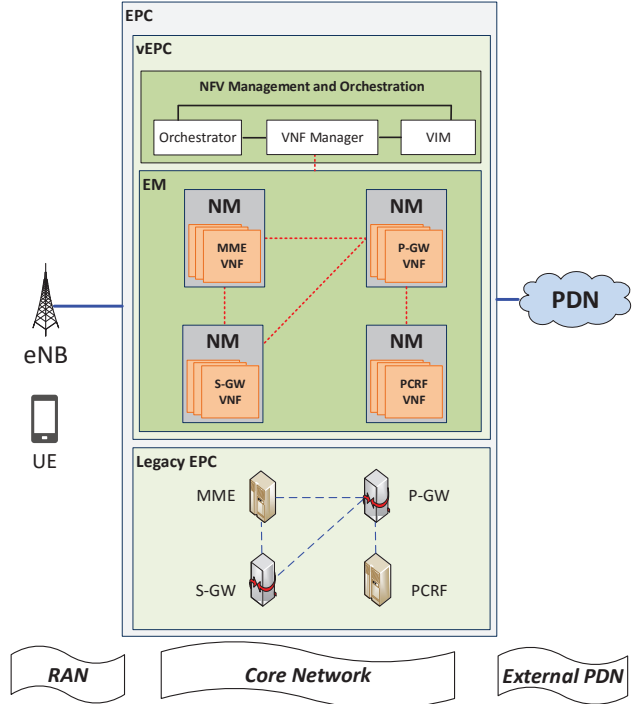 EPC
vEPC
NFV Management and Orchestration
Orchestrator
VNF Manager
VIM
EM
NM
MME
VNF
NM
P-GW
VNF
NM
S-GW
VNF
NM
PCRF
VNF
eNB
UE
PDN
Legacy EPC
MME
P-GW
S-GW
PCRF
RAN
Core Network
External PDN